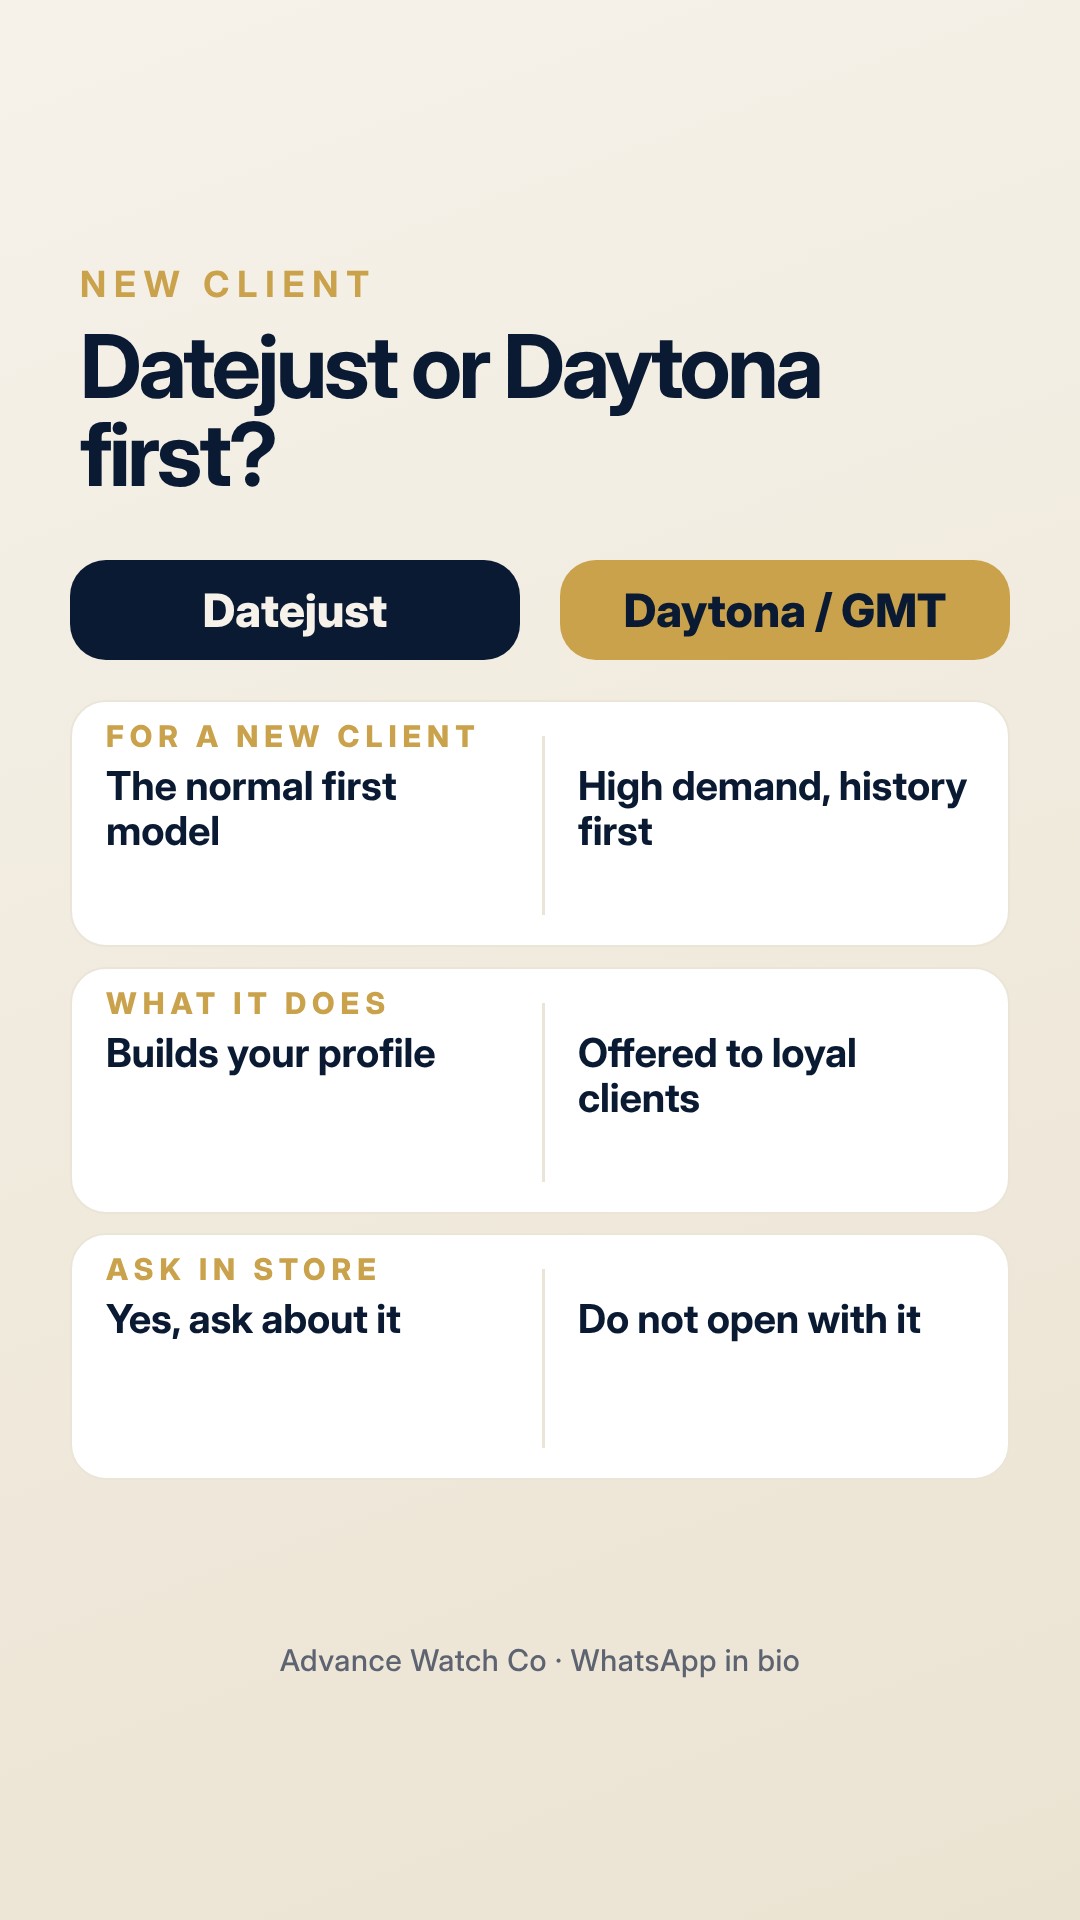 NEW CLIENT
Datejust or Daytona
first?
Datejust
Daytona / GMT
FOR A NEW CLIENT
The normal first
model
High demand, history
first
WHAT IT DOES
Builds your profile
Offered to loyal
clients
ASK IN STORE
Yes, ask about it
Do not open with it
Advance Watch Co · WhatsApp in bio